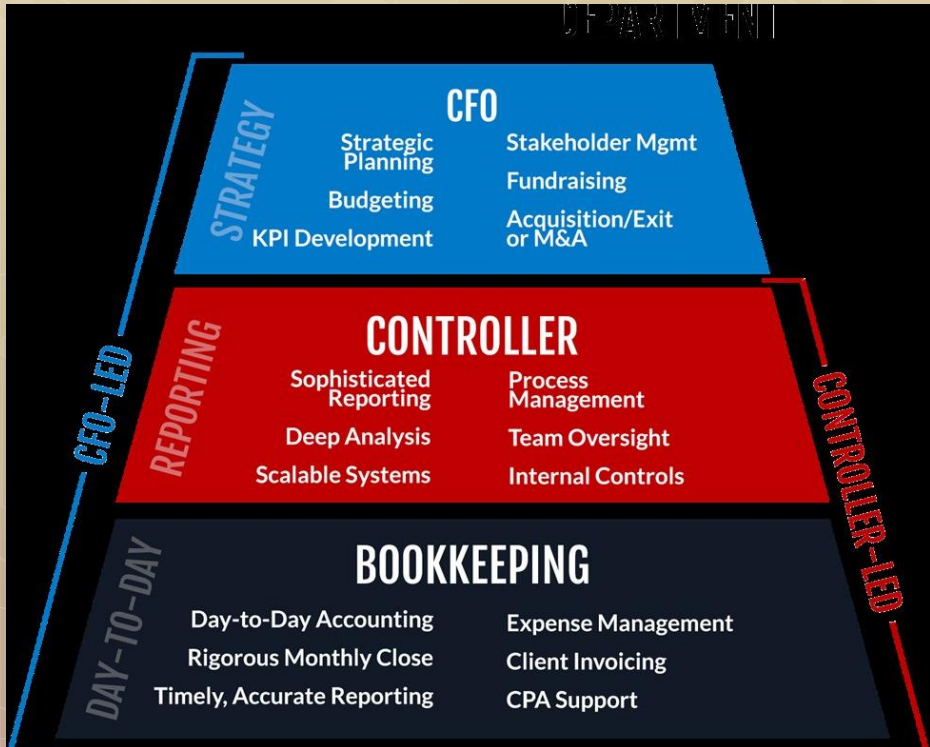 DEPARTMENT
CFO
STRATEGY
Strategic
Planning
Budgeting
KPI Development
Stakeholder Mgmt
Fundraising
Acquisition/Exit
or M&A
CONTROLLER
REPORTING
Sophisticated
Reporting
Deep Analysis
Scalable Systems
Process
Management
Team Oversight
Internal Controls
BOOKKEEPING
DAY-TO-DAY
Day-to-Day Accounting
Rigorous Monthly Close
Timely, Accurate Reporting
Expense Management
Client Invoicing
CPA Support
CFO-LED
CONTROLLER-LED